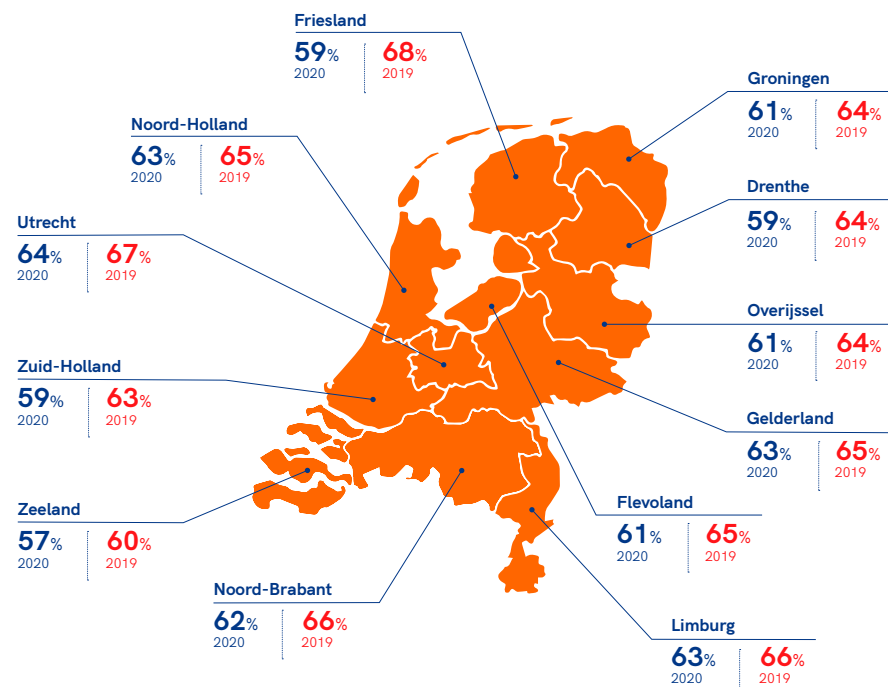 Friesland
59% 68%
2020 2019
Groningen
61% 64%
2020 2019
Noord-Holland
63% 65%
2020 2019
Drenthe
59% 64%
2020 2019
Utrecht
64% 67%
2020 2019
Overijssel
61% 64%
2020 2019
Zuid-Holland
59% 63%
2020 2019
Gelderland
63% 65%
2020 2019
Zeeland
57% 60%
2020 2019
Flevoland
61% 65%
2020 2019
Noord-Brabant
62% 66%
2020 2019
Limburg
63% 66%
2020 2019